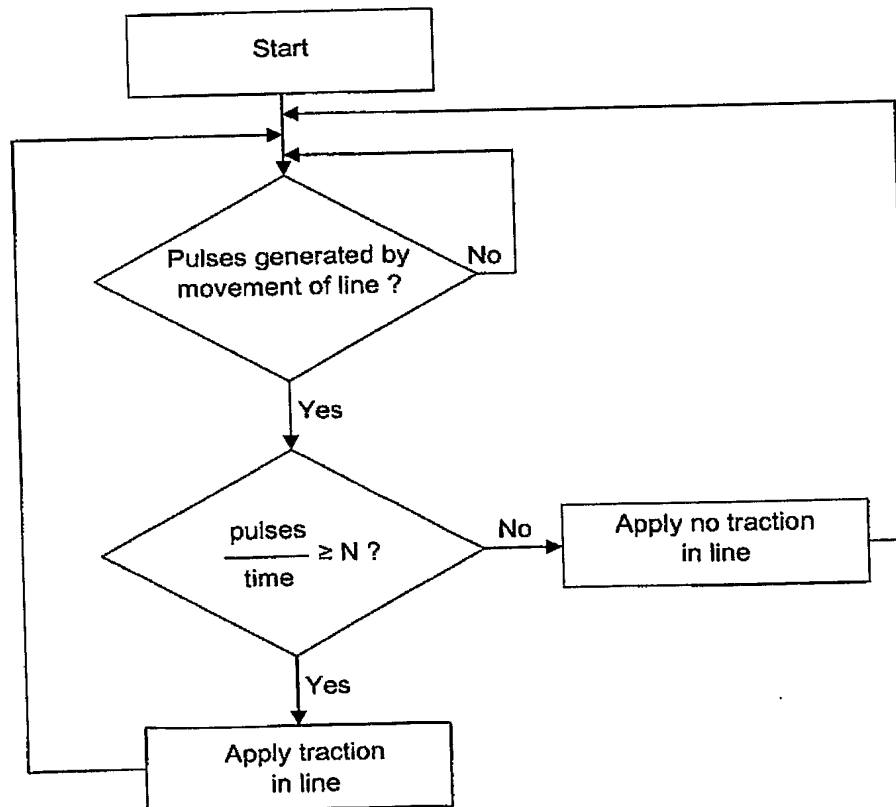 Start
Pulses generated by
movement of line ?
No
Yes
pulses
time
≥ N ?
No
Apply no traction
in line
Yes
Apply traction
in line